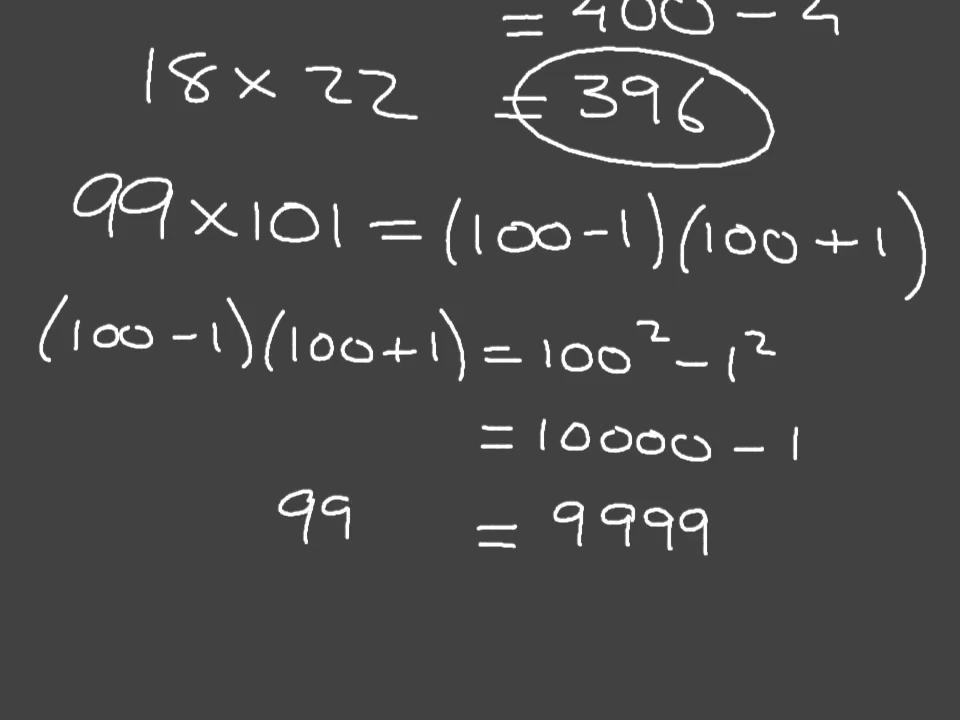 = 400 - 4
18 × 22 = 396
99 × 101 = (100 - 1)(100 + 1)
(100 - 1)(100 + 1) = 100² - 1²
= 10000 - 1
99 = 9999